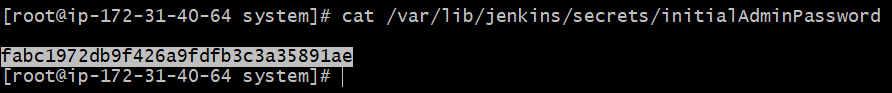 [root@ip-172-31-40-64 system]# cat /var/lib/jenkins/secrets/initialAdminPassword
fabc1972db9f426a9fdfb3c3a35891ae
[root@ip-172-31-40-64 system]#